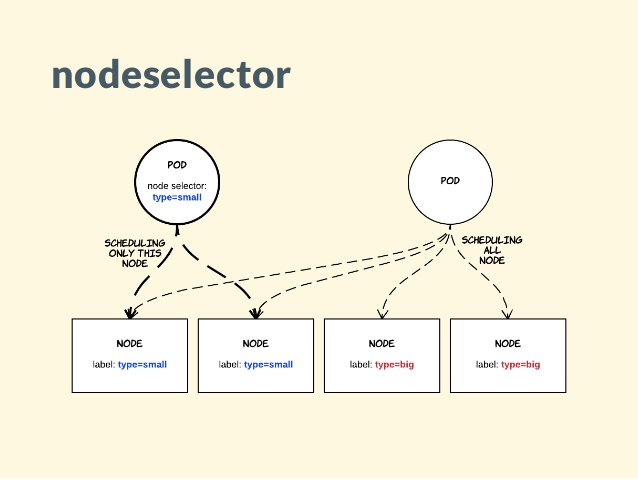 nodeselector
POD
node selector:
type=small
POD
SCHEDULING
ONLY THIS
NODE
SCHEDULING
ALL
NODE
NODE
label: type=small
NODE
label: type=small
NODE
label: type=big
NODE
label: type=big